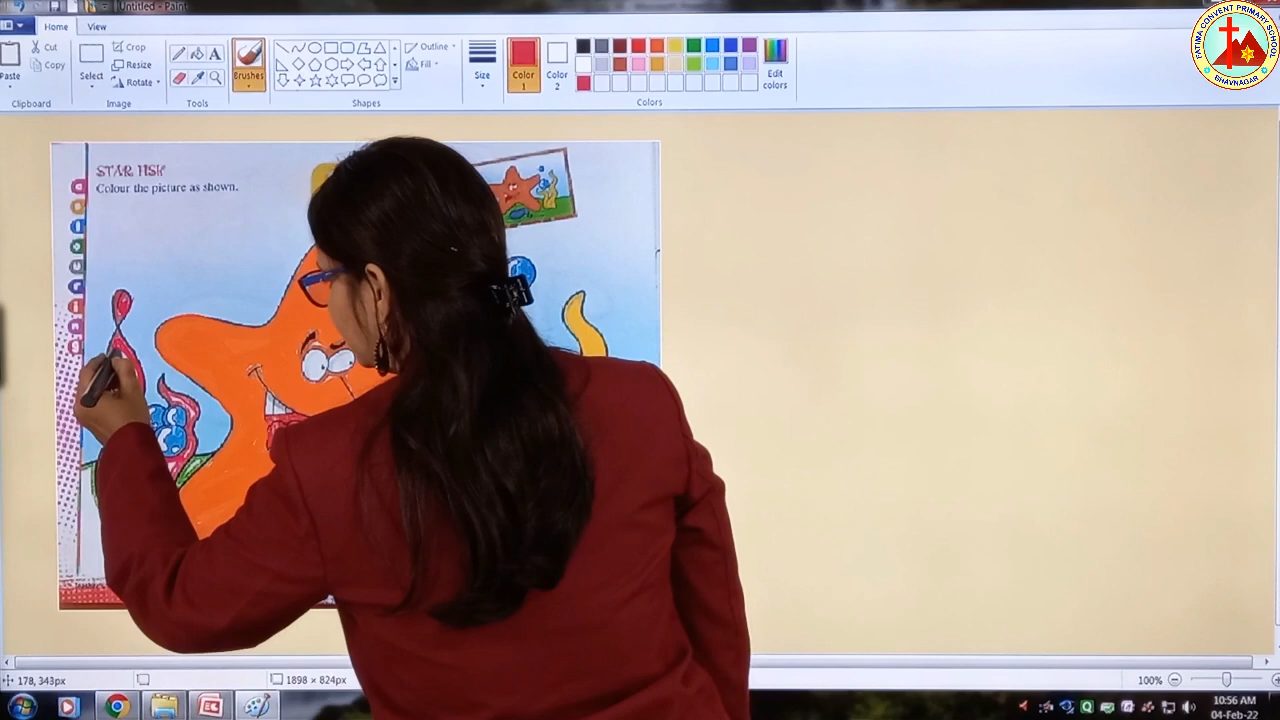 Untitled - Paint
Home View
Cut
Copy
Paste
Clipboard
Select
Crop
Resize
Rotate
Image
Tools
Brushes
Shapes
Outline
Fill
Size
Color 1
Color 2
Edit colors
Colors
FATIMA CONVENT PRIMARY SCHOOL
BHAVNAGAR
STAR FISH
Colour the picture as shown.
178, 343px
1898 × 824px
100%
10:56 AM
04-Feb-22